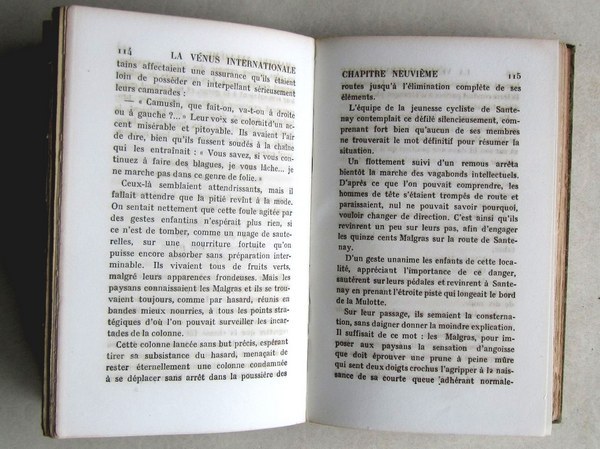 114 LA VÉNUS INTERNATIONALE
tains affectaient une assurance qu'ils étaient
loin de posséder en interpellant sérieusement
leurs camarades :
— « Camusin, que fait-on, va-t-on à droite
ou à gauche ?... » Leur voix se colorait d'un ac-
cent misérable et pitoyable. Ils avaient l'air
de dire, bien qu'ils fussent soudés à la chaîne
qui les entraînait : « Vous savez, si vous con-
tinuez à faire des blagues, je vous lâche... je
ne marche pas dans ce genre de folie. »
Ceux-là semblaient attendrissants, mais il
fallait attendre que la pitié revînt à la mode.
On sentait nettement que cette foule agitée par
des gestes enfantins n'espérait plus rien, si
ce n'est de tomber, comme un nuage de saute-
relles, sur une nourriture fortuite qu'on
puisse encore absorber sans préparation inter-
minable. Ils vivaient tous de fruits verts,
malgré leurs apparences frondeuses. Mais les
paysans connaissaient les Malgras et ils se trou-
vaient toujours, comme par hasard, réunis en
bandes mieux nourries, à tous les points stra-
tégiques d'où l'on pouvait surveiller les incar-
tades de la colonne.
Cette colonne lancée sans but précis, espérant
tirer sa subsistance du hasard, menaçait de
rester éternellement une colonne condamnée
à se déplacer sans arrêt dans la poussière des
CHAPITRE NEUVIÈME 115
routes jusqu'à l'élimination complète de ses
éléments.
L'équipe de la jeunesse cycliste de Sante-
nay contemplait ce défilé silencieusement, com-
prenant fort bien qu'aucun de ses membres
ne trouverait le mot définitif pour résumer la
situation.
Un flottement suivi d'un remous arrêta
bientôt la marche des vagabonds intellectuels.
D'après ce que l'on pouvait comprendre, les
hommes de tête s'étaient trompés de route et
paraissaient, nul ne pouvait savoir pourquoi,
vouloir changer de direction. C'est ainsi qu'ils
revinrent un peu sur leurs pas, afin d'engager
les quinze cents Malgras sur la route de Sante-
nay.
D'un geste unanime les enfants de cette loca-
lité, appréciant l'importance de ce danger,
sautèrent sur leurs pédales et revinrent à Sante-
nay en prenant l'étroite piste qui longeait le bord
de la Mulotte.
Sur leur passage, ils semaient la consterna-
tion, sans daigner donner la moindre explication.
Il suffisait de ce mot : les Malgras, pour im-
poser aux paysans la sensation d'angoisse
que doit éprouver une prune à peine mûre
qui sent deux doigts crochus l'agripper à la nais-
sance de sa courte queue adhérant normale-